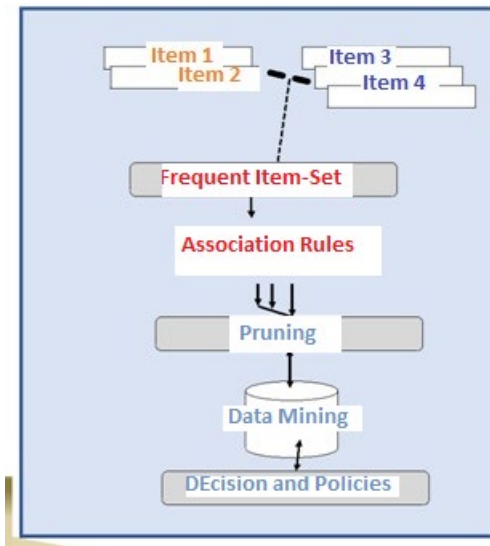 Item 1
Item 2
Item 3
Item 4
Frequent Item-Set
Association Rules
Pruning
Data Mining
DEcision and Policies